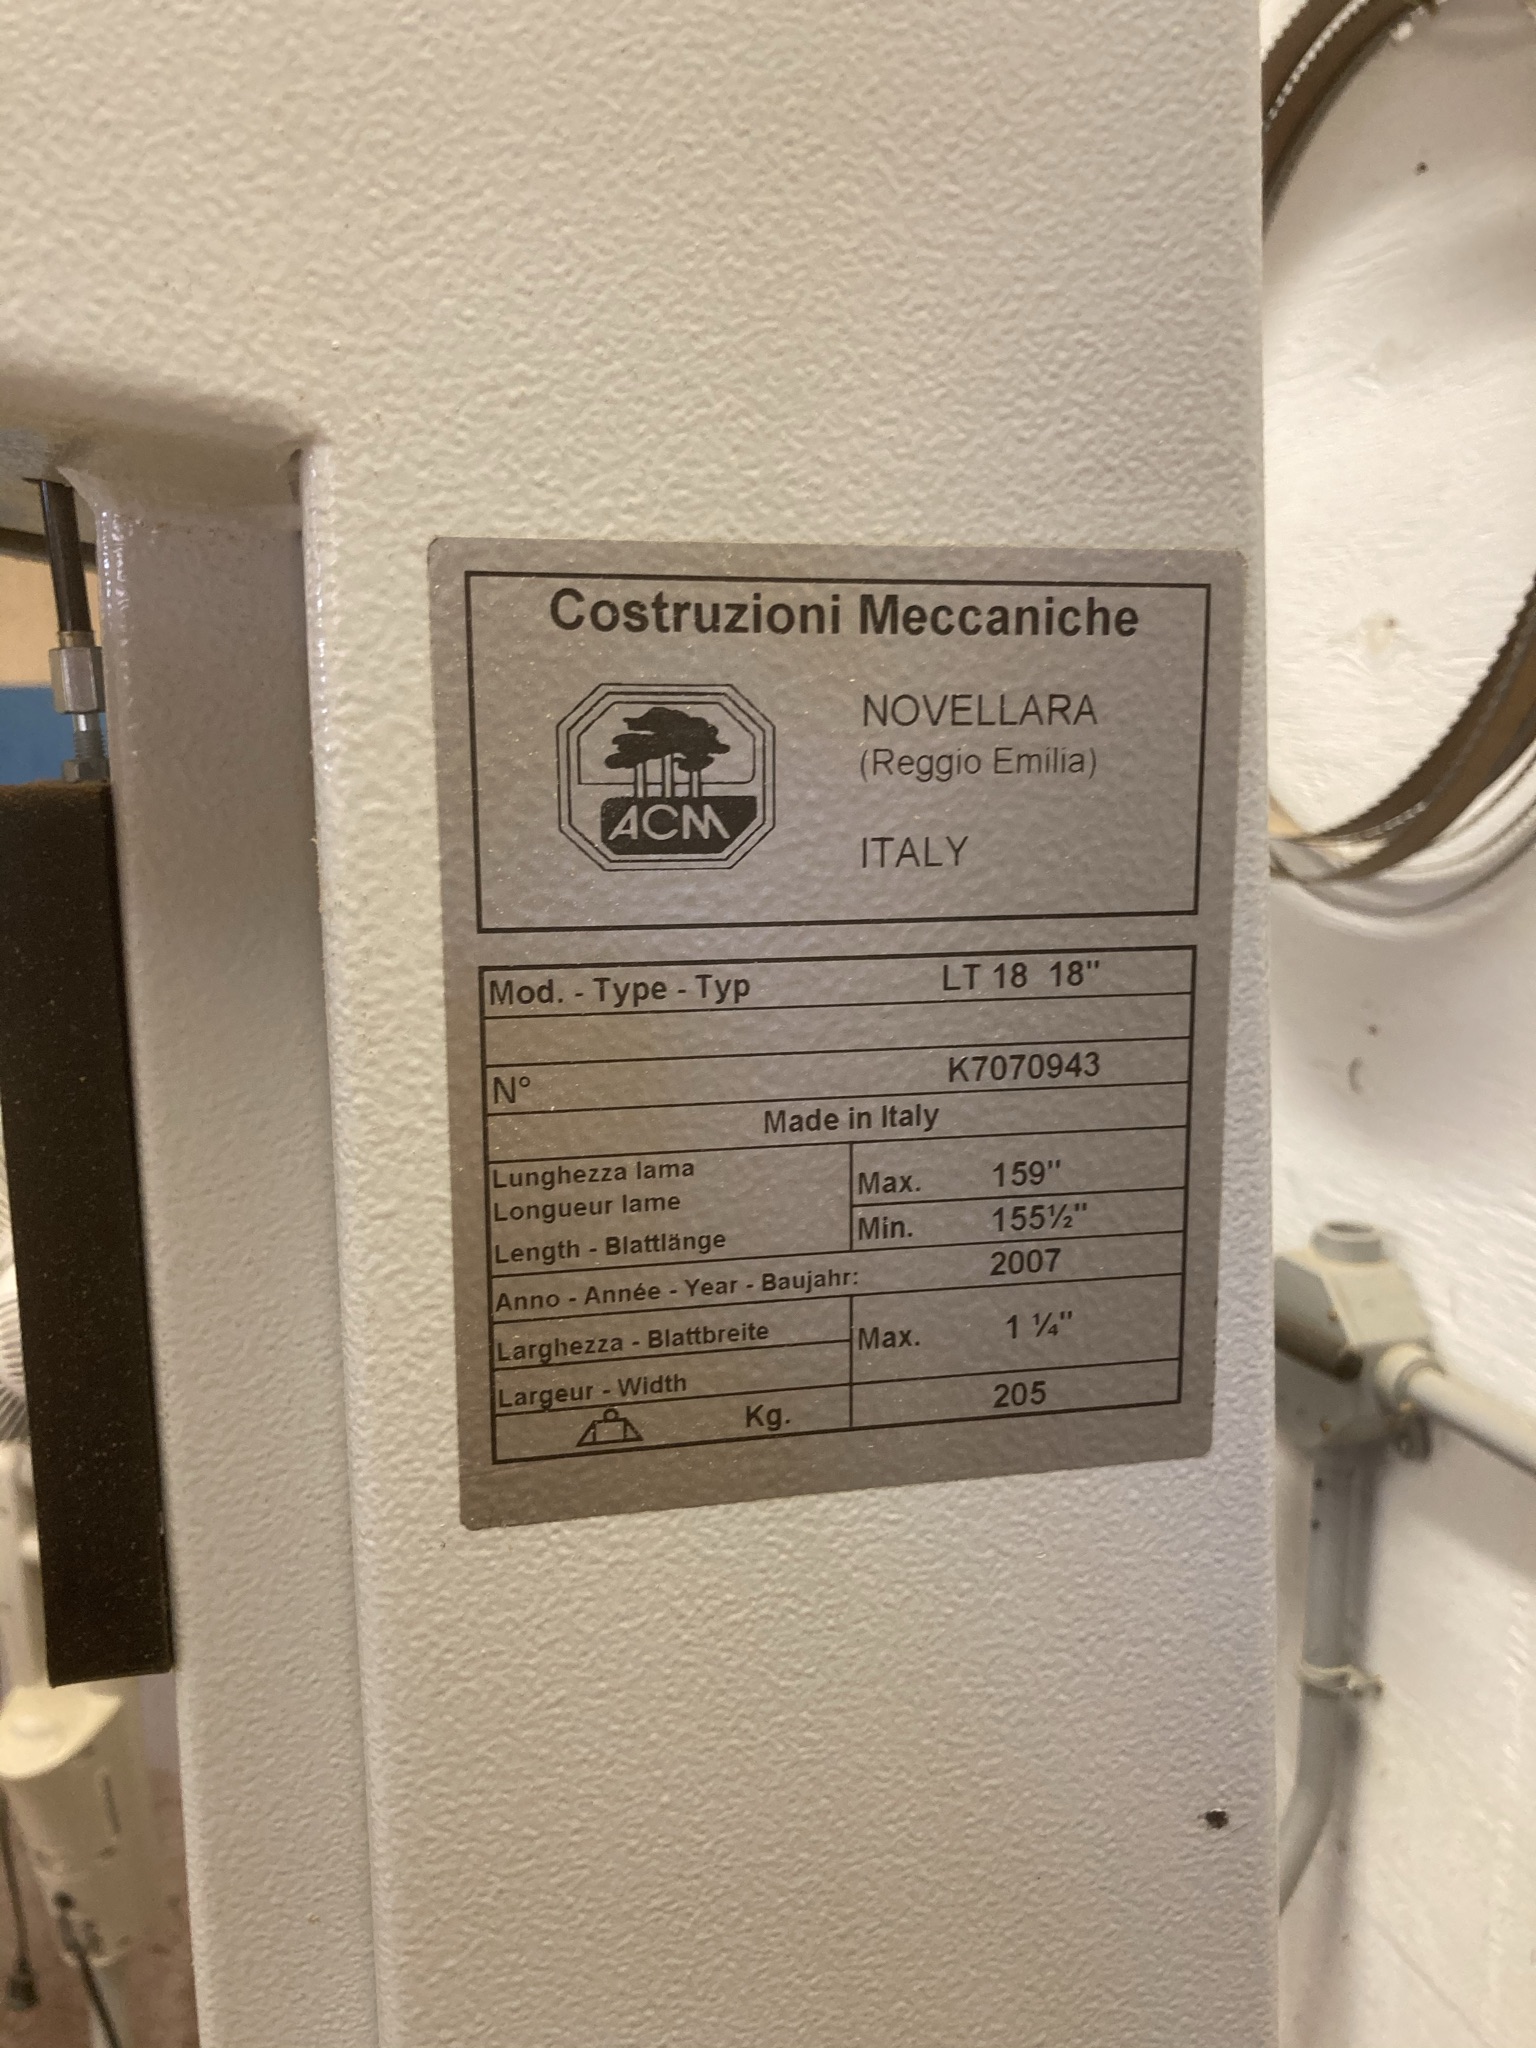 Costruzioni Meccaniche
ACM
NOVELLARA
(Reggio Emilia)
ITALY
Mod. - Type - Typ LT 18 18"
N° K7070943
Made in Italy
Lunghezza lama
Longueur lame
Length - Blattlänge
Max. 159"
Min. 155½"
Anno - Année - Year - Baujahr: 2007
Larghezza - Blattbreite
Largeur - Width
Max. 1 ¼"
Kg. 205